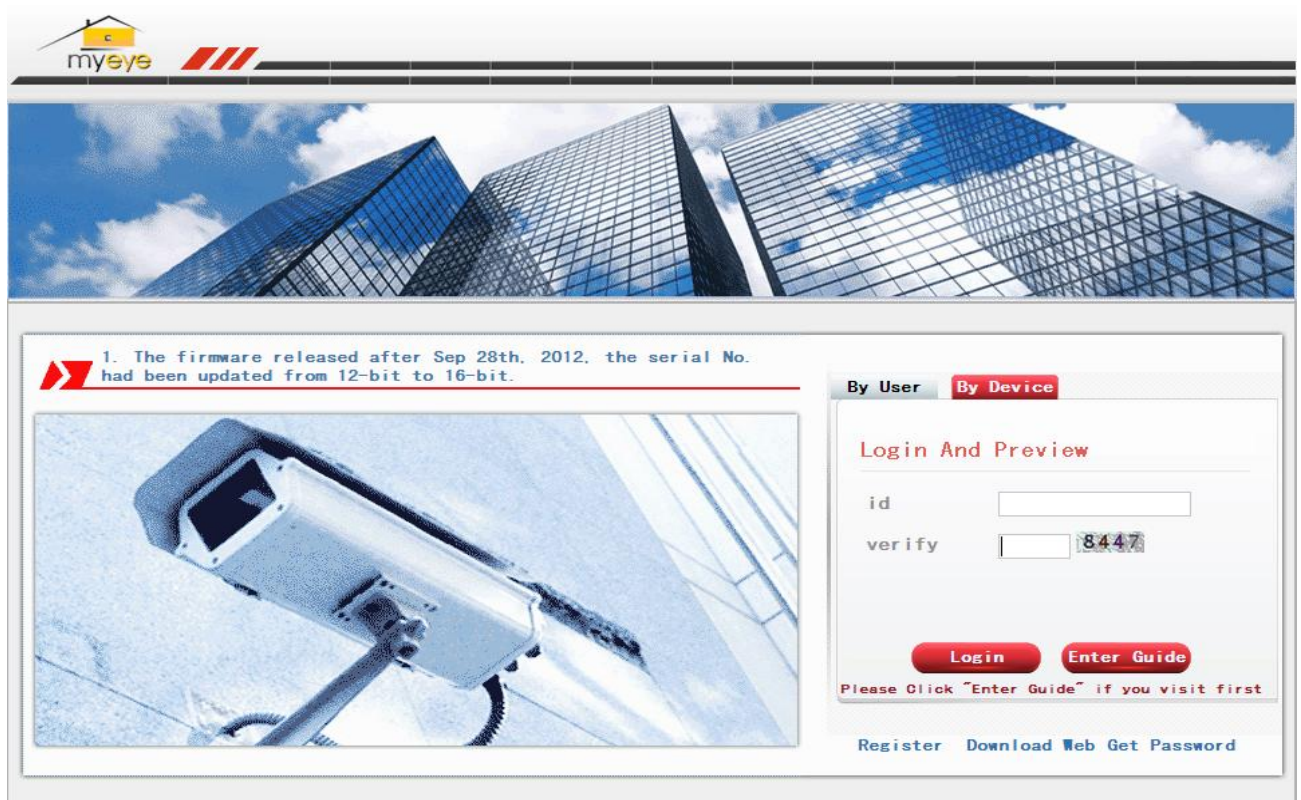 c
myeye
1. The firmware released after Sep 28th, 2012, the serial No.
had been updated from 12-bit to 16-bit.
By User By Device
Login And Preview
id
verify 8447
Login Enter Guide
Please Click "Enter Guide" if you visit first
Register Download Web Get Password